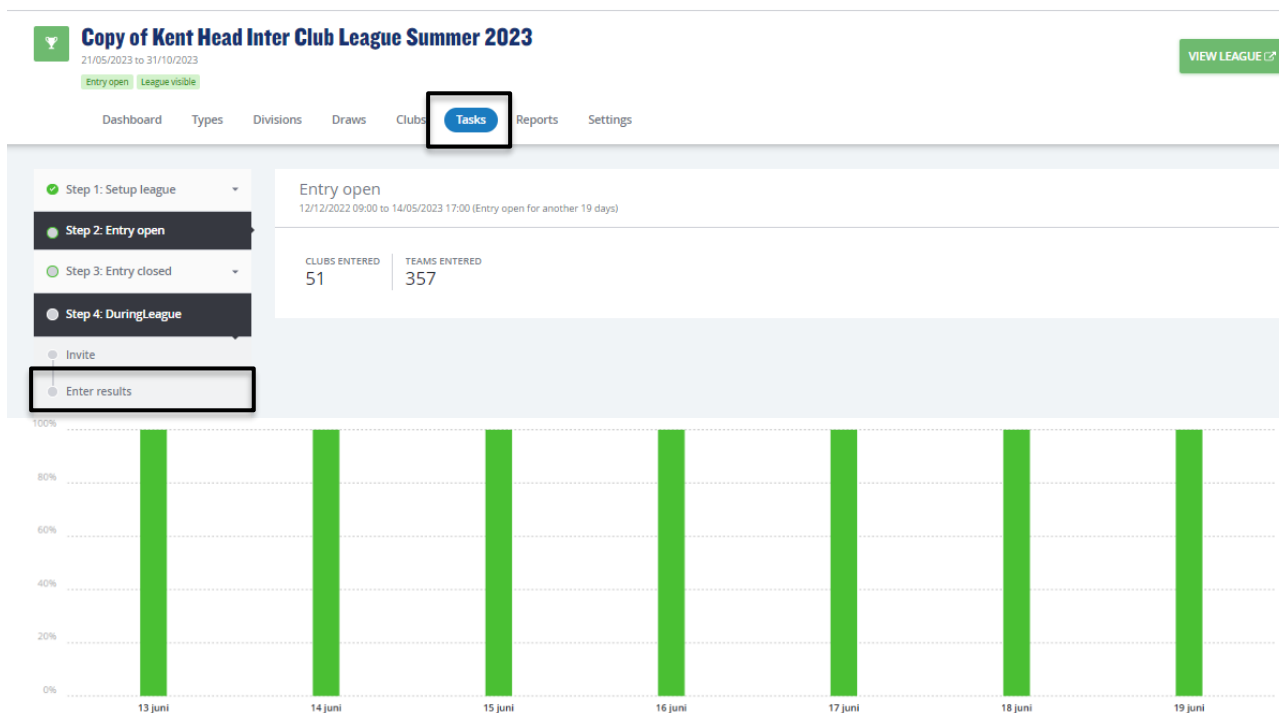 Copy of Kent Head Inter Club League Summer 2023
21/05/2023 to 31/10/2023
Entry open League visible
VIEW LEAGUE
Dashboard Types Divisions Draws Clubs Tasks Reports Settings
Step 1: Setup league
Step 2: Entry open
Step 3: Entry closed
Step 4: DuringLeague
Invite
Enter results
Entry open
12/12/2022 09:00 to 14/05/2023 17:00 (Entry open for another 19 days)
CLUBS ENTERED TEAMS ENTERED
51 357
100%
80%
60%
40%
20%
0%
13 juni 14 juni 15 juni 16 juni 17 juni 18 juni 19 juni